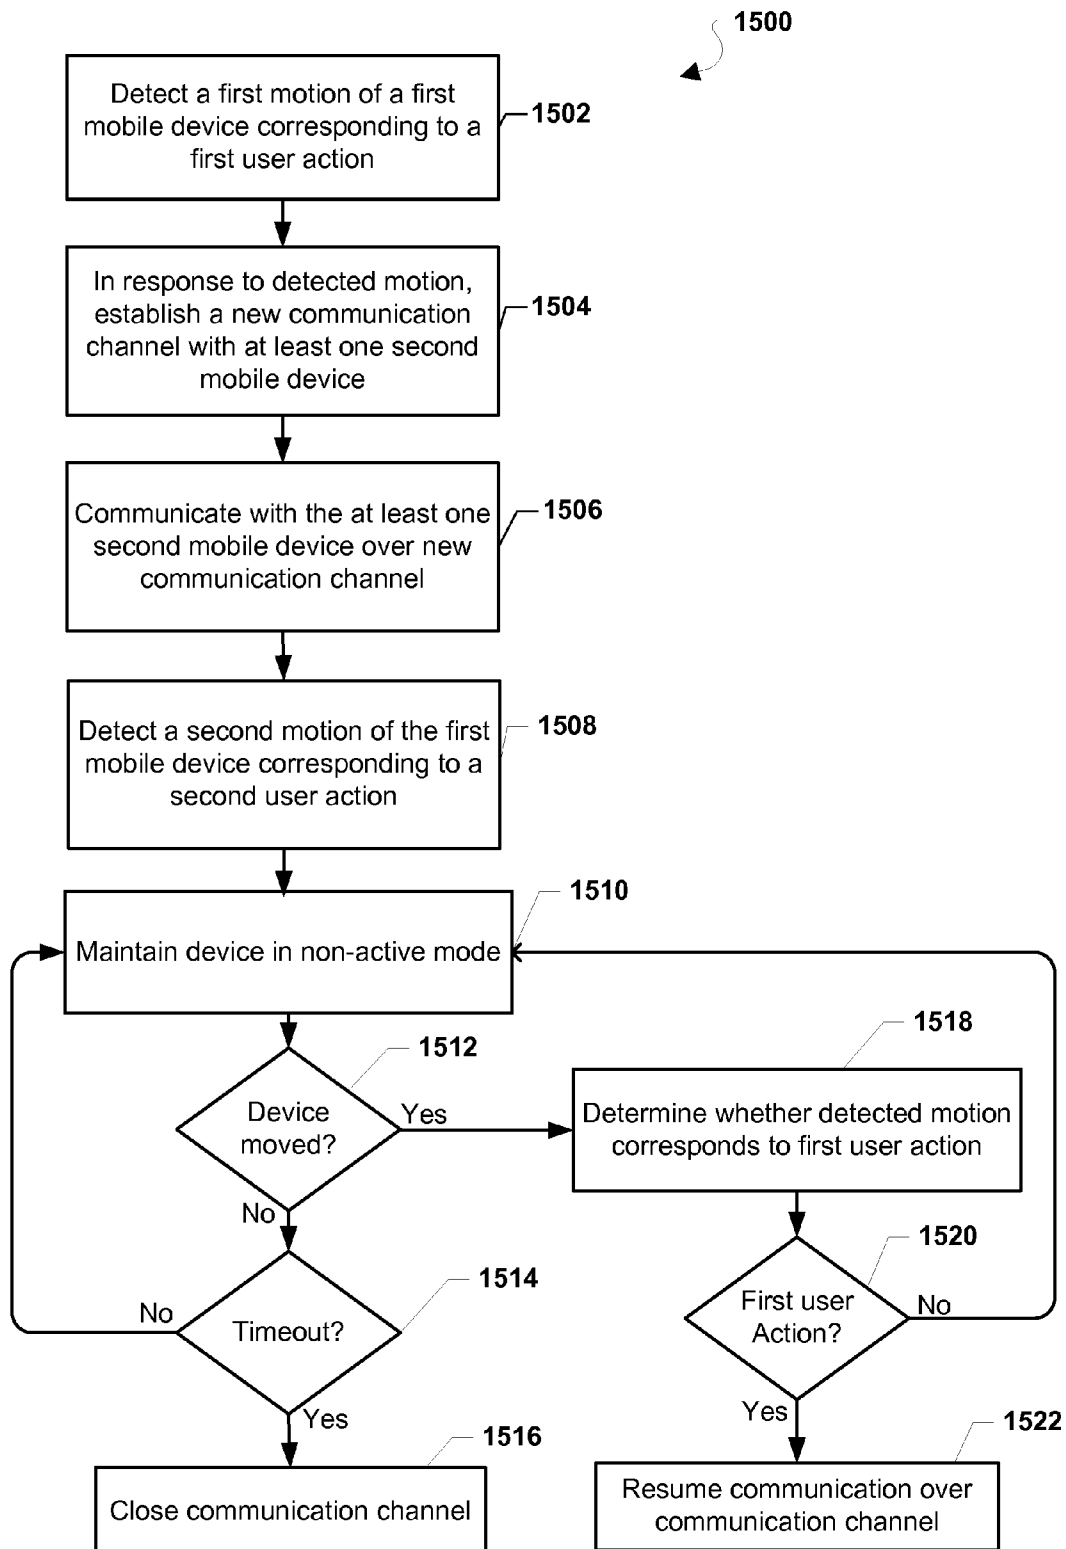 1500
Detect a first motion of a first
mobile device corresponding to a
first user action
1502
In response to detected motion,
establish a new communication
channel with at least one second
mobile device
1504
Communicate with the at least one
second mobile device over new
communication channel
1506
Detect a second motion of the first
mobile device corresponding to a
second user action
1508
Maintain device in non-active mode
1510
Device
moved?
1512
Yes
No
Determine whether detected motion
corresponds to first user action
1518
Timeout?
1514
No
Yes
First user
Action?
1520
No
Yes
Close communication channel
1516
Resume communication over
communication channel
1522